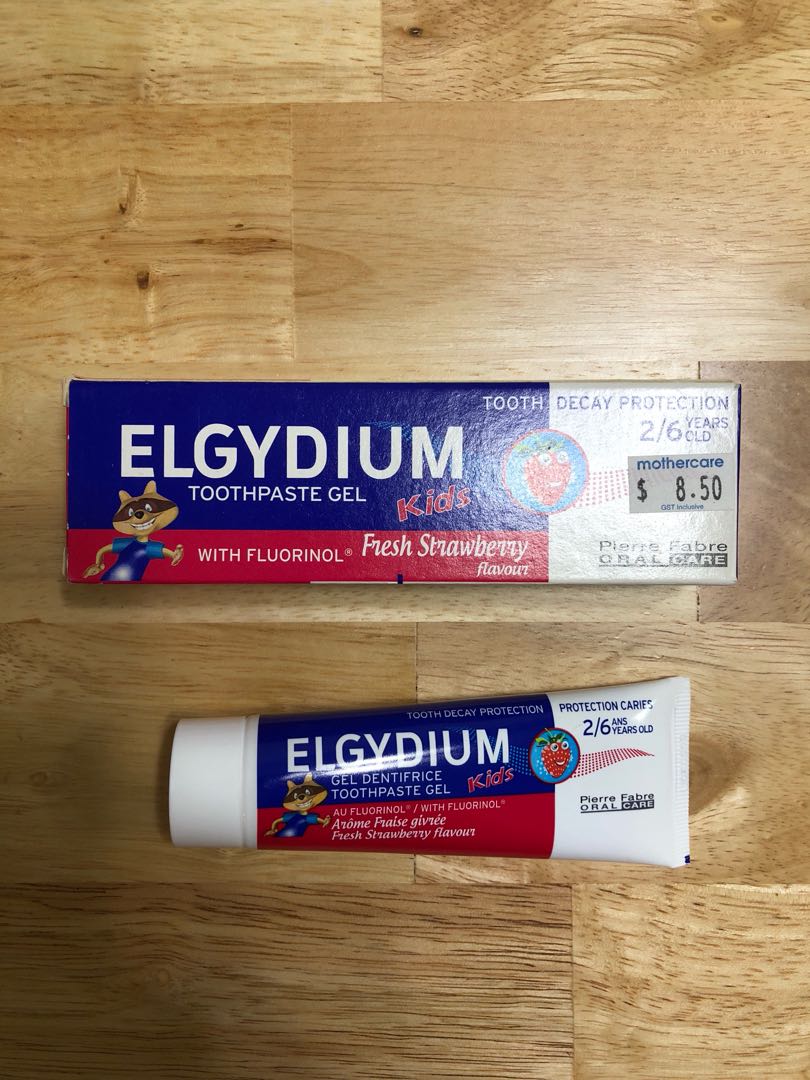 TOOTH DECAY PROTECTION
2/6 YEARS OLD
ELGYDIUM
TOOTHPASTE GEL
Kids
mothercare
$ 8.50
GST Inclusive
WITH FLUORINOL® Fresh Strawberry
flavour
Pierre Fabre
ORAL CARE
TOOTH DECAY PROTECTION
PROTECTION CARIES
2/6 ANS
YEARS OLD
ELGYDIUM
GEL DENTIFRICE
TOOTHPASTE GEL
Kids
AU FLUORINOL® / WITH FLUORINOL®
Arôme Fraise givrée
Fresh Strawberry flavour
Pierre Fabre
ORAL CARE